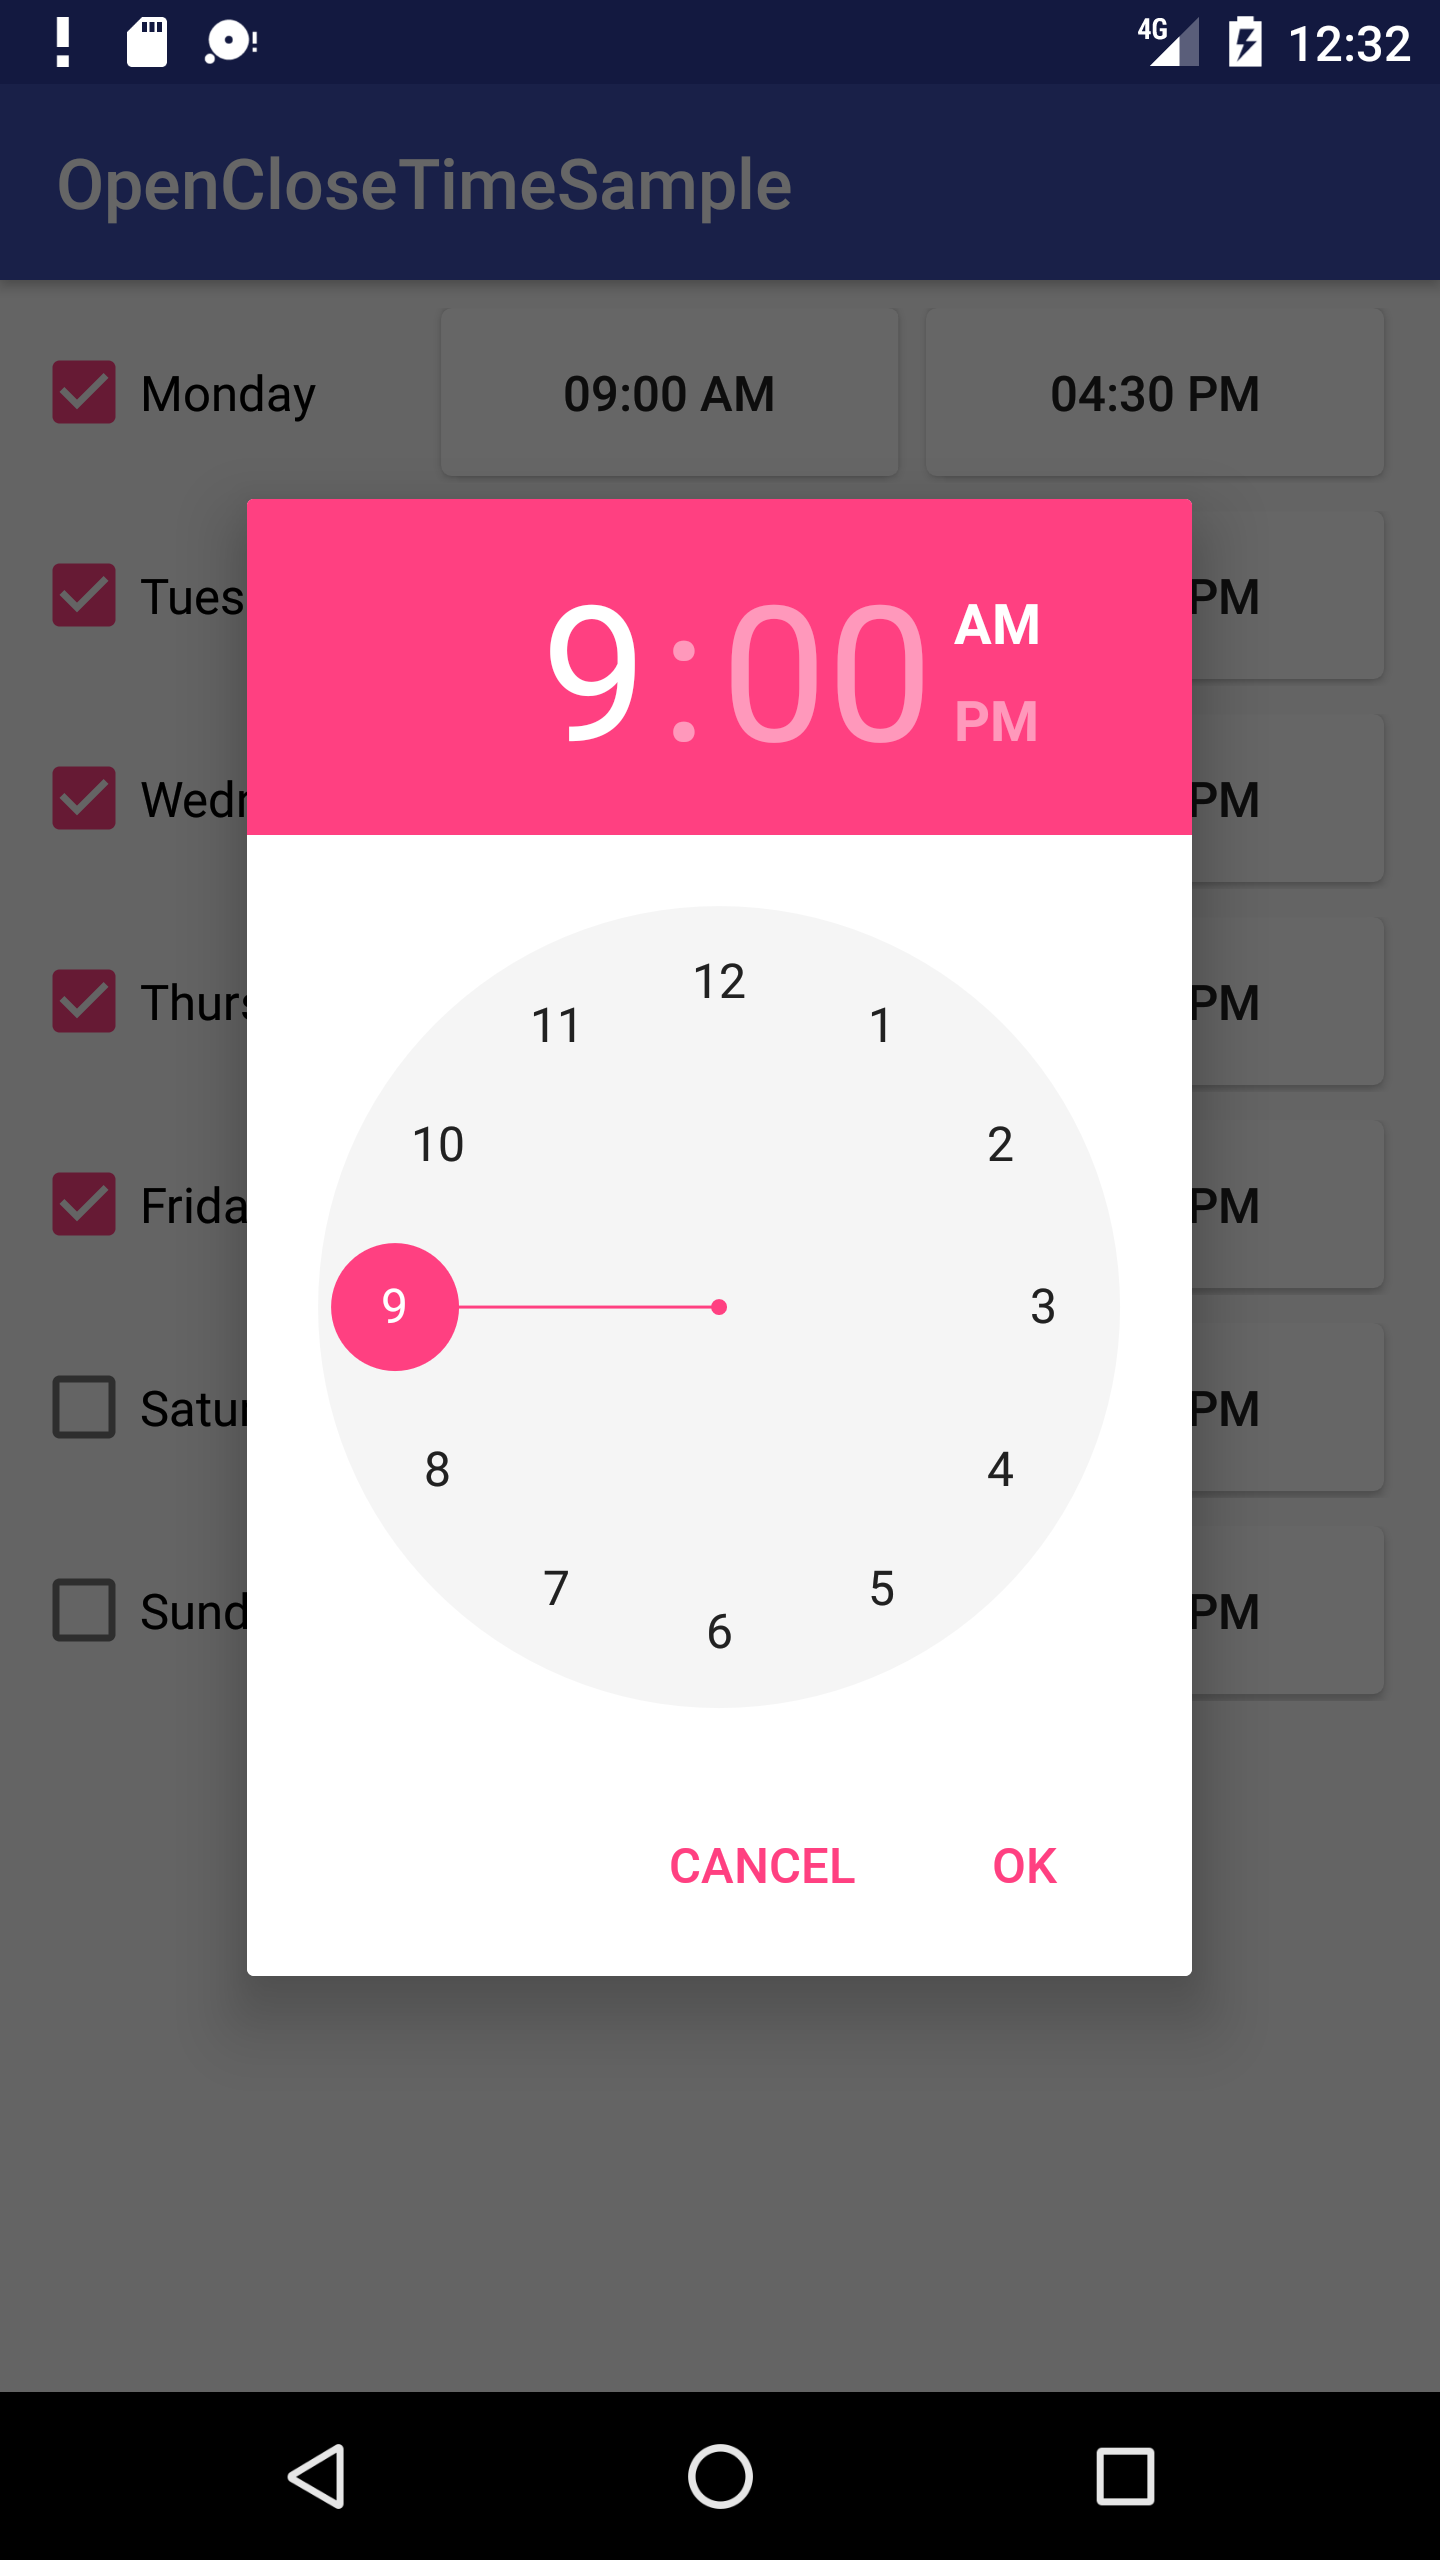 4G 12:32
OpenCloseTimeSample
Monday 09:00 AM 04:30 PM
Tues PM
Wedn PM
Thurs PM
Frida PM
Satur PM
Sund PM
9:00 AM
PM
12
11 1
10 2
9 3
8 4
7 5
6
CANCEL OK